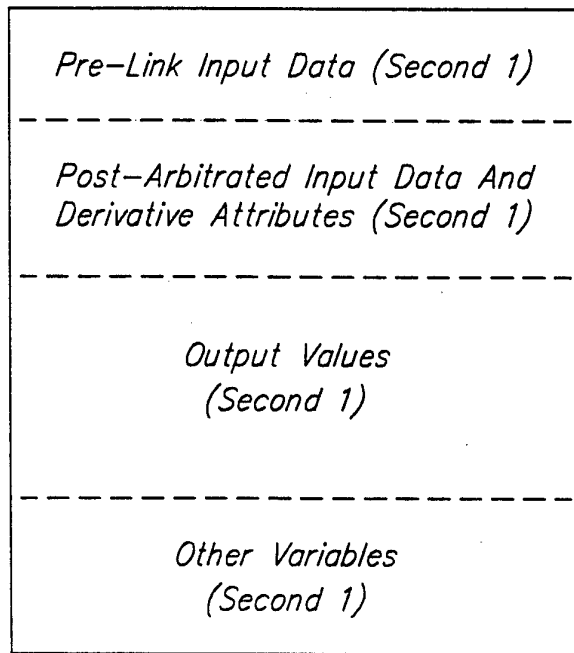 Pre-Link Input Data (Second 1)
Post-Arbitrated Input Data And
Derivative Attributes (Second 1)
Output Values
(Second 1)
Other Variables
(Second 1)